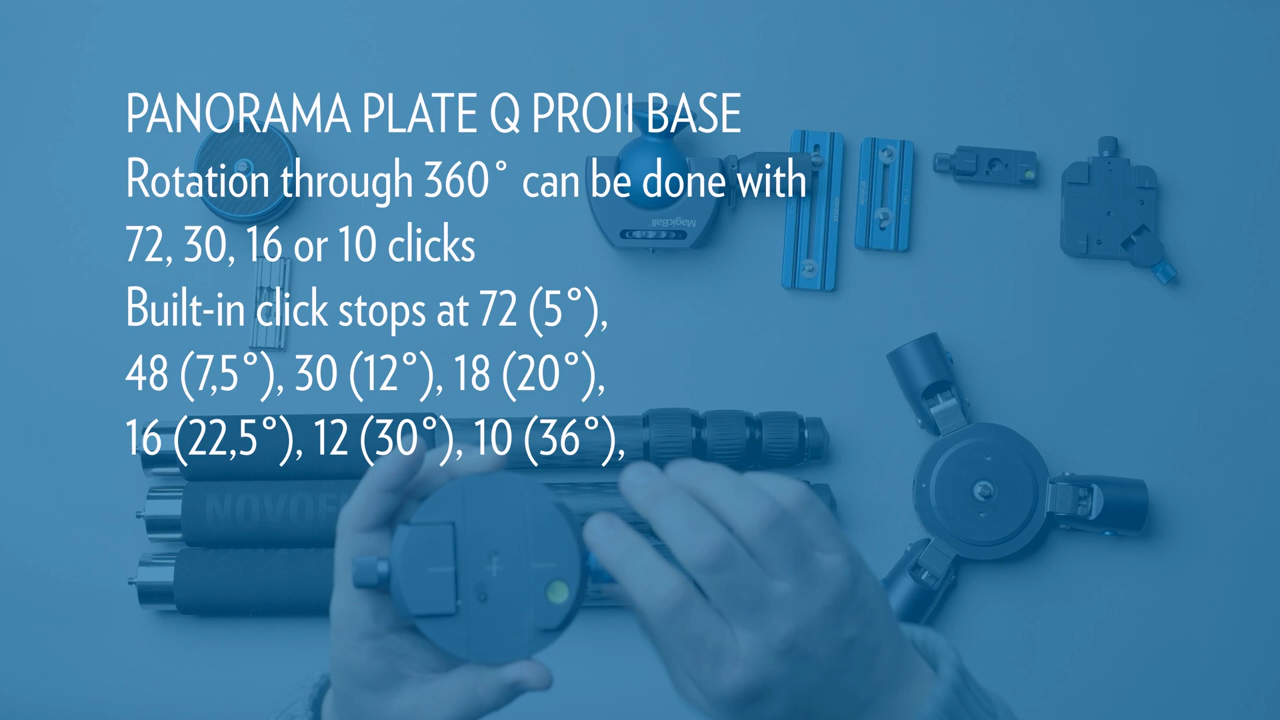 PANORAMA PLATE Q PROII BASE
Rotation through 360° can be done with
72, 30, 16 or 10 clicks
Built-in click stops at 72 (5°),
48 (7,5°), 30 (12°), 18 (20°),
16 (22,5°), 12 (30°), 10 (36°),
MagicBall